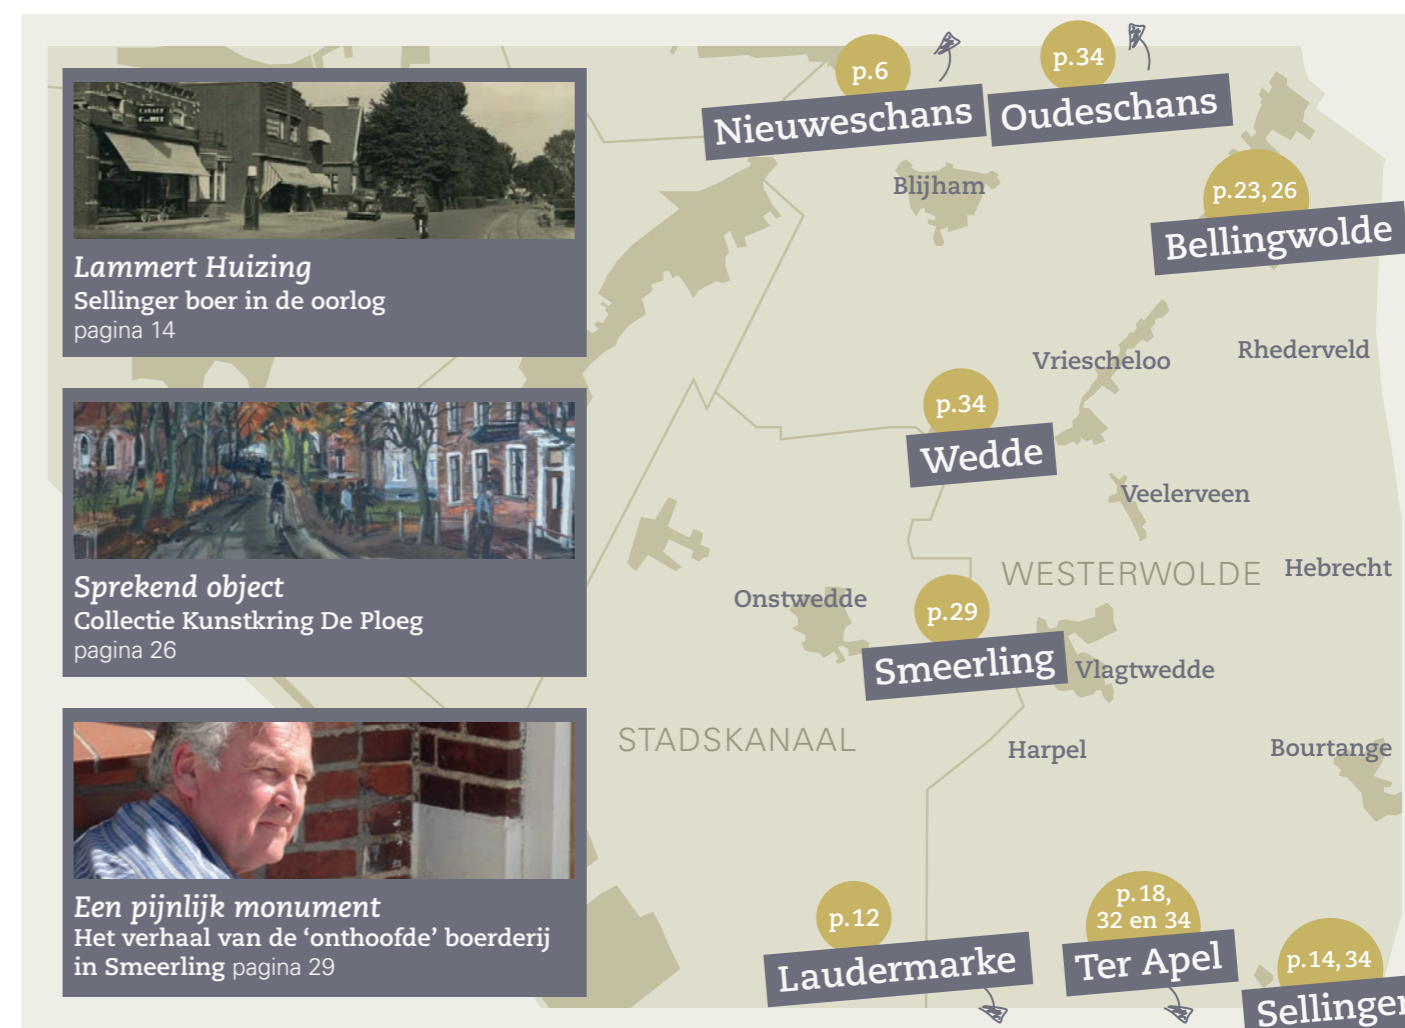 Lammert Huizing
Sellinger boer in de oorlog
pagina 14
Sprekend object
Collectie Kunstkring De Ploeg
pagina 26
Een pijnlijk monument
Het verhaal van de ‘onthoofde’ boerderij
in Smeerling pagina 29
p.6
Nieuweschans
p.34
Oudeschans
Blijham
p.23, 26
Bellingwolde
Vriescheloo
Rhederveld
p.34
Wedde
Veelerveen
WESTERWOLDE
Hebrecht
Onstwedde
p.29
Smeerling
Vlagtwedde
STADSKANAAL
Harpel
Bourtange
p.12
Laudermarke
p.18,
32 en 34
Ter Apel
p.14, 34
Sellinge